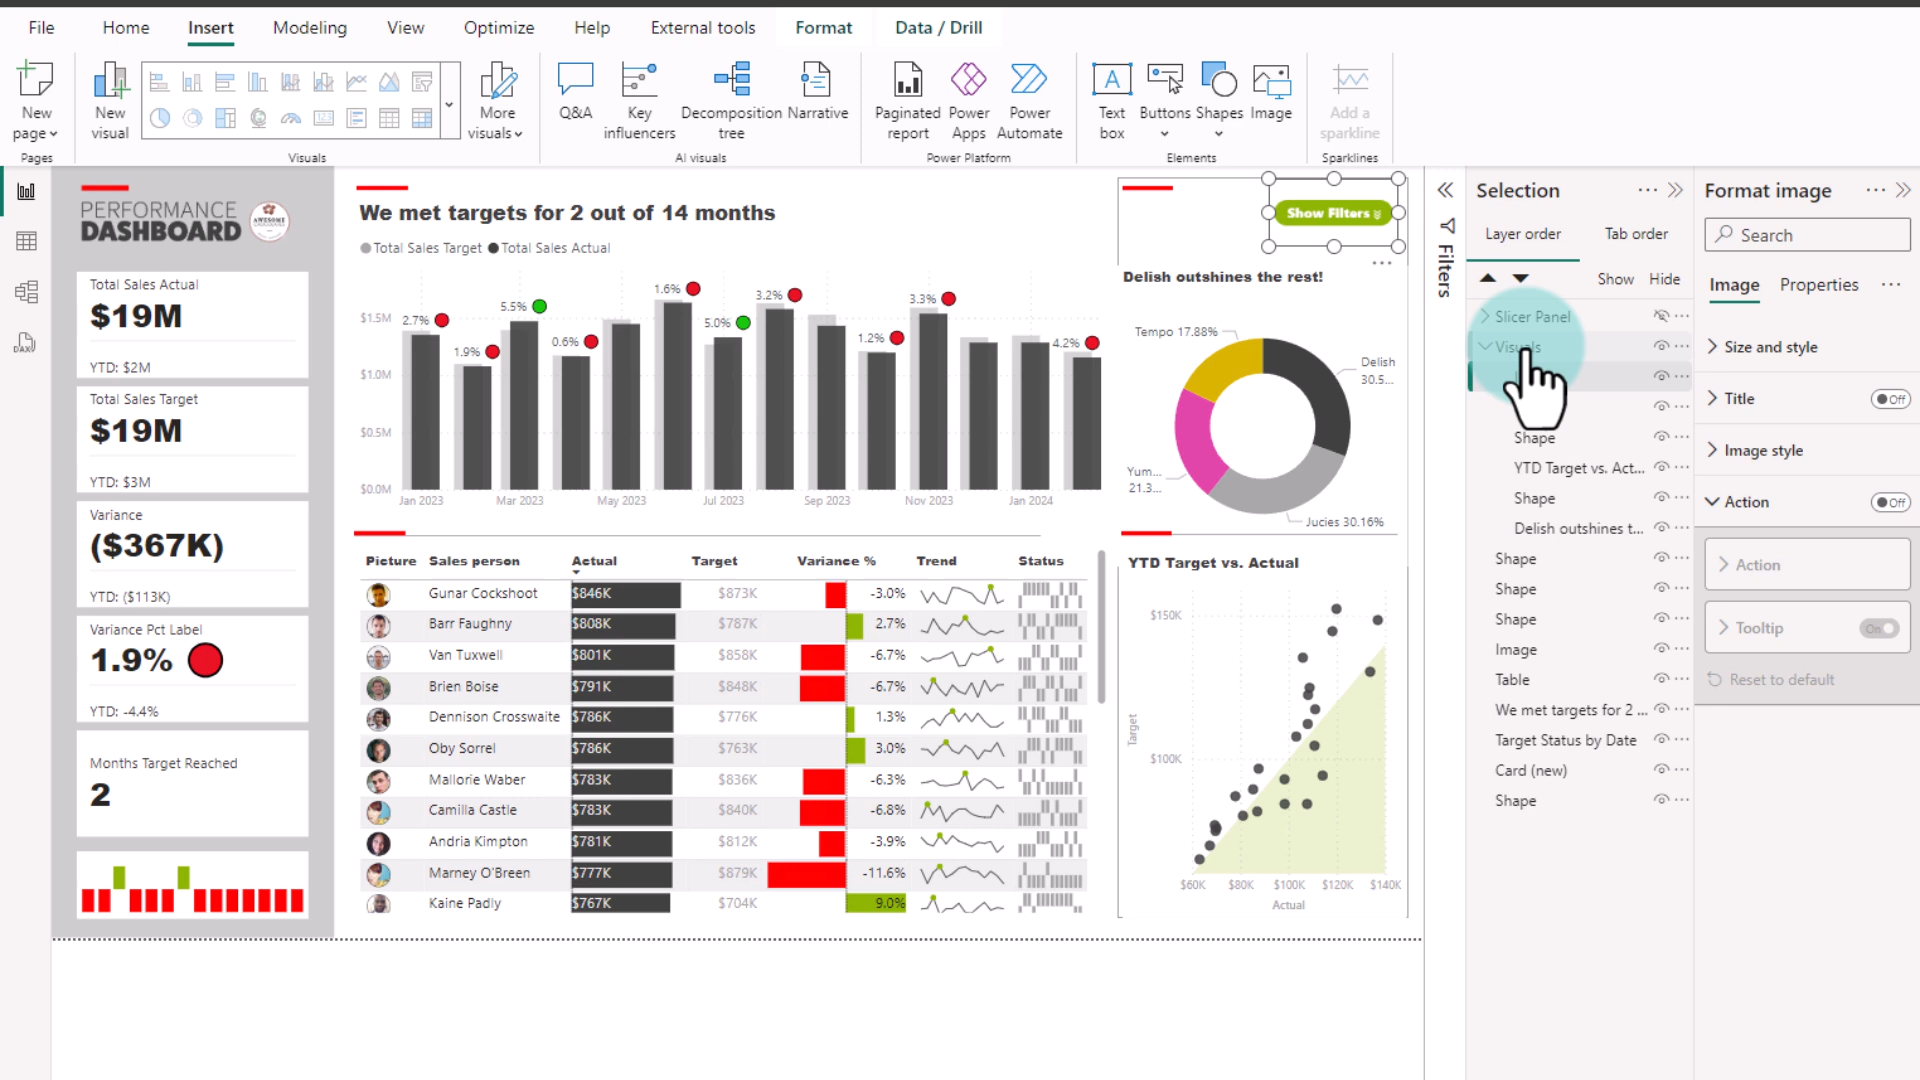 File Home Insert Modeling View Optimize Help External tools Format Data / Drill
New page
New visual
More visuals
Q&A
Key influencers
Decomposition tree
Narrative
Paginated report
Power Apps
Power Automate
Text box
Buttons
Shapes
Image
Add a sparkline
Pages Visuals AI visuals Power Platform Elements Sparklines
DAX
PERFORMANCE
DASHBOARD
AWESOME
Total Sales Actual
$19M
YTD: $2M
Total Sales Target
$19M
YTD: $3M
Variance
($367K)
YTD: ($113K)
Variance Pct Label
1.9%
YTD: -4.4%
Months Target Reached
2
We met targets for 2 out of 14 months
Total Sales Target Total Sales Actual
2.7% 1.9% 5.5% 0.6% 1.6% 5.0% 3.2% 1.2% 3.3% 4.2%
$1.5M
$1.0M
$0.5M
$0.0M
Jan 2023 Mar 2023 May 2023 Jul 2023 Sep 2023 Nov 2023 Jan 2024
Picture Sales person Actual Target Variance % Trend Status
Gunar Cockshoot $846K $873K -3.0%
Barr Faughny $808K $787K 2.7%
Van Tuxwell $801K $858K -6.7%
Brien Boise $791K $848K -6.7%
Dennison Crosswaite $786K $776K 1.3%
Oby Sorrel $786K $763K 3.0%
Mallorie Waber $783K $836K -6.3%
Camilla Castle $783K $840K -6.8%
Andria Kimpton $781K $812K -3.9%
Marney O'Breen $777K $879K -11.6%
Kaine Padly $767K $704K 9.0%
Show Filters
Delish outshines the rest!
Tempo 17.88%
Delish
30.5...
Yum...
21.3...
Jucies 30.16%
YTD Target vs. Actual
$150K
$100K
Target
$60K $80K $100K $120K $140K
Actual
Filters
Selection
Layer order Tab order
Show Hide
Slicer Panel
Visuals
Shape
YTD Target vs. Act...
Shape
Delish outshines t...
Shape
Shape
Shape
Image
Table
We met targets for 2 ...
Target Status by Date
Card (new)
Shape
Format image
Search
Image Properties
Size and style
Title Off
Image style
Action Off
Action
Tooltip On
Reset to default